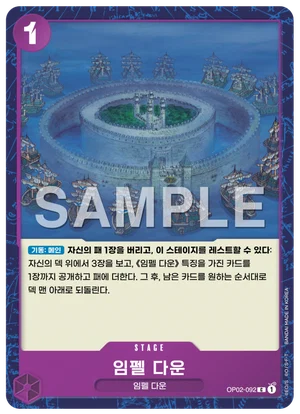 1
SAMPLE
기동: 메인 자신의 패 1장을 버리고, 이 스테이지를 레스트할 수 있다:
자신의 덱 위에서 3장을 보고, 《임펠 다운》 특징을 가진 카드를
1장까지 공개하고 패에 더한다. 그 후, 남은 카드를 원하는 순서대로
덱 맨 아래로 되돌린다.
STAGE
임펠 다운
임펠 다운
OP02-092 C 1
BANDAI MADE IN KOREA